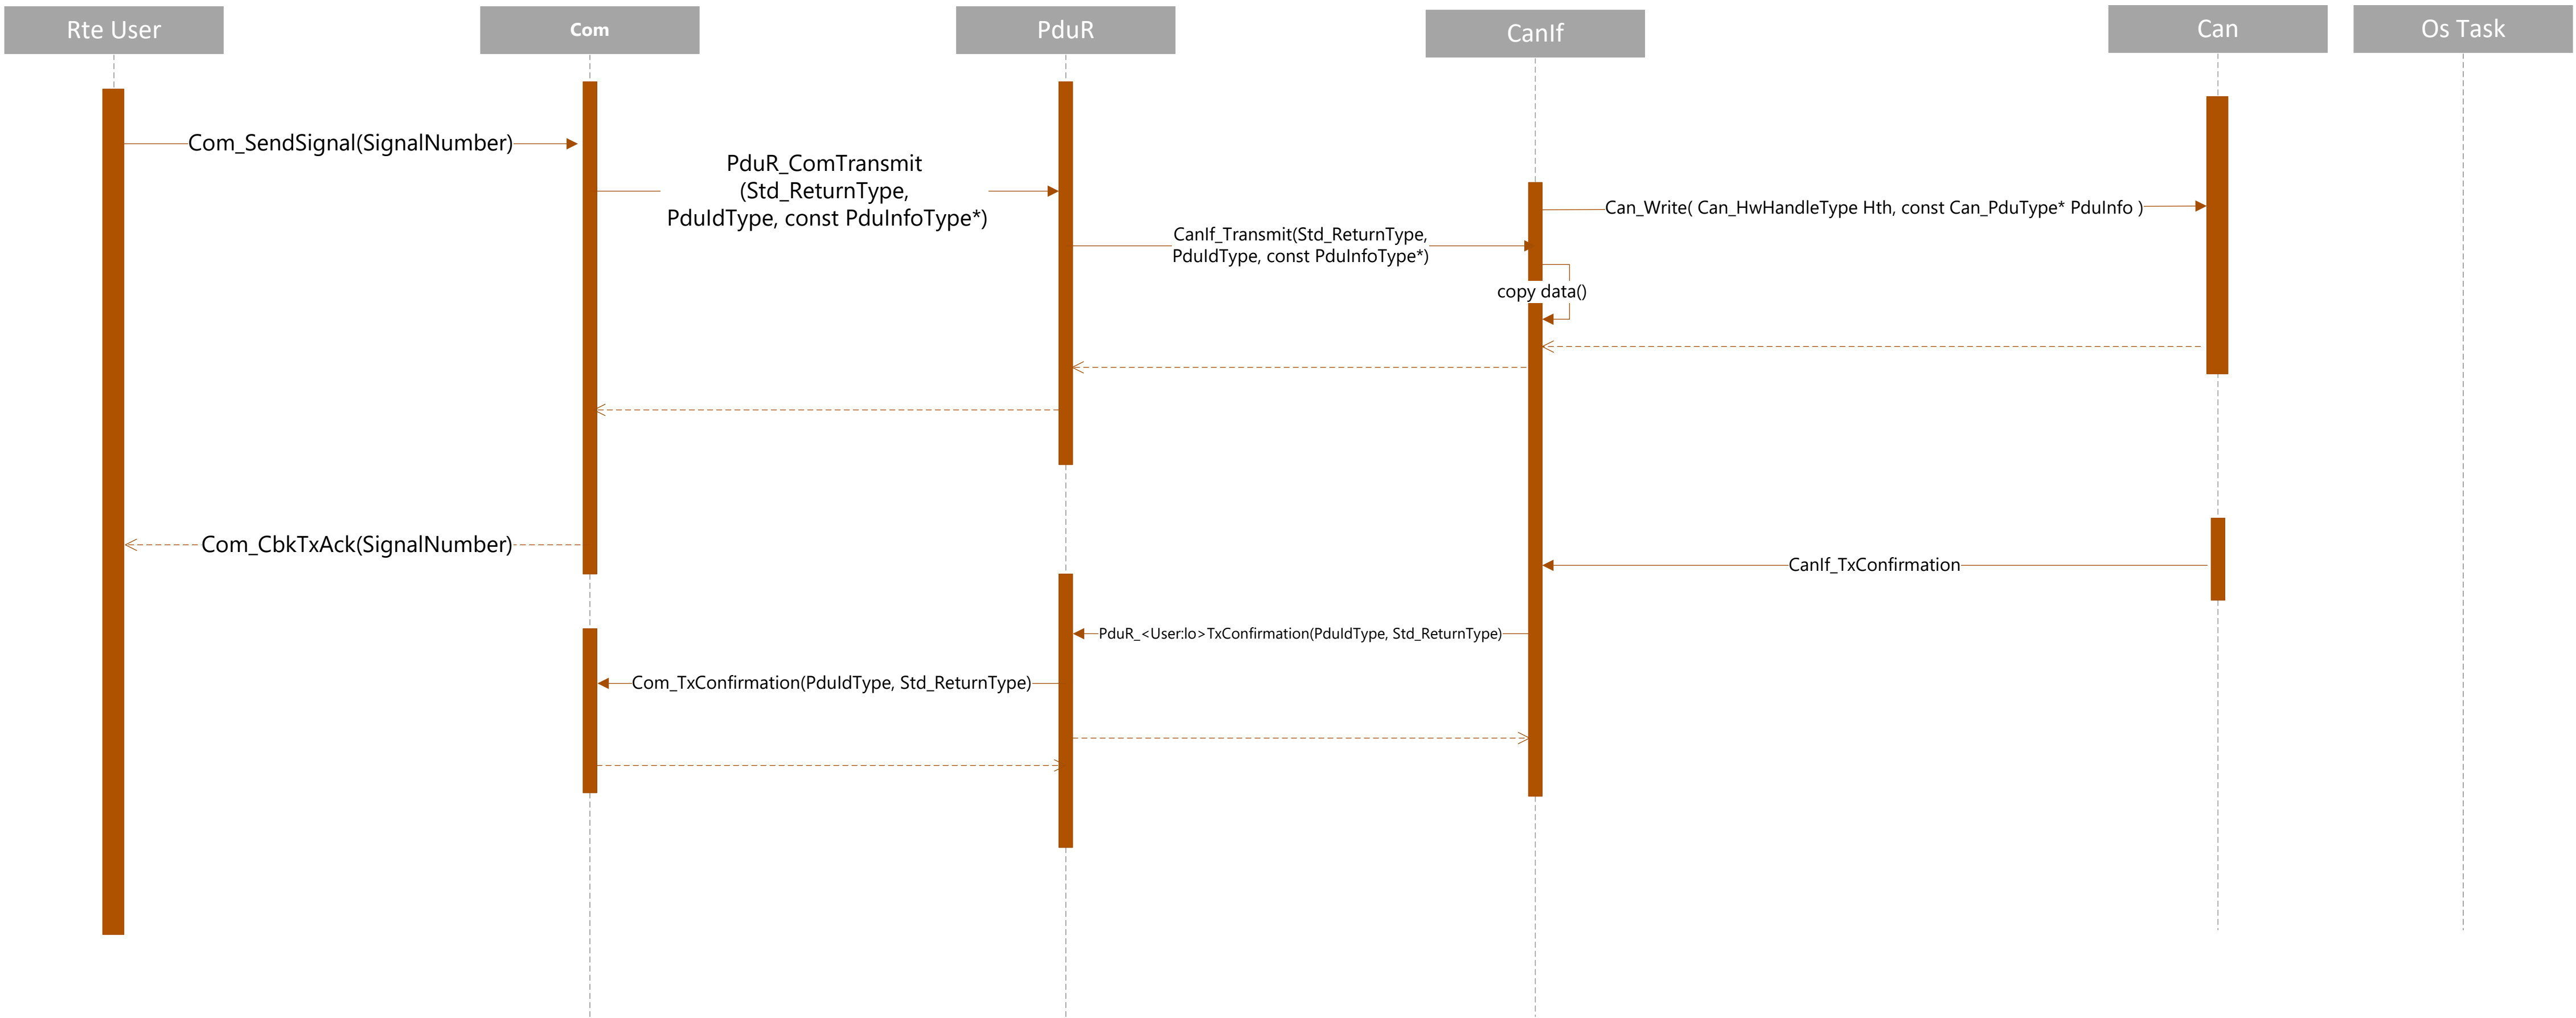 Rte User
Com
PduR
CanIf
Can
Os Task
Com_SendSignal(SignalNumber)
PduR_ComTransmit
(Std_ReturnType,
PduIdType, const PduInfoType*)
Can_Write( Can_HwHandleType Hth, const Can_PduType* PduInfo )
CanIf_Transmit(Std_ReturnType,
PduIdType, const PduInfoType*)
copy data()
Com_CbkTxAck(SignalNumber)
CanIf_TxConfirmation
PduR_<User:lo>TxConfirmation(PduIdType, Std_ReturnType)
Com_TxConfirmation(PduIdType, Std_ReturnType)